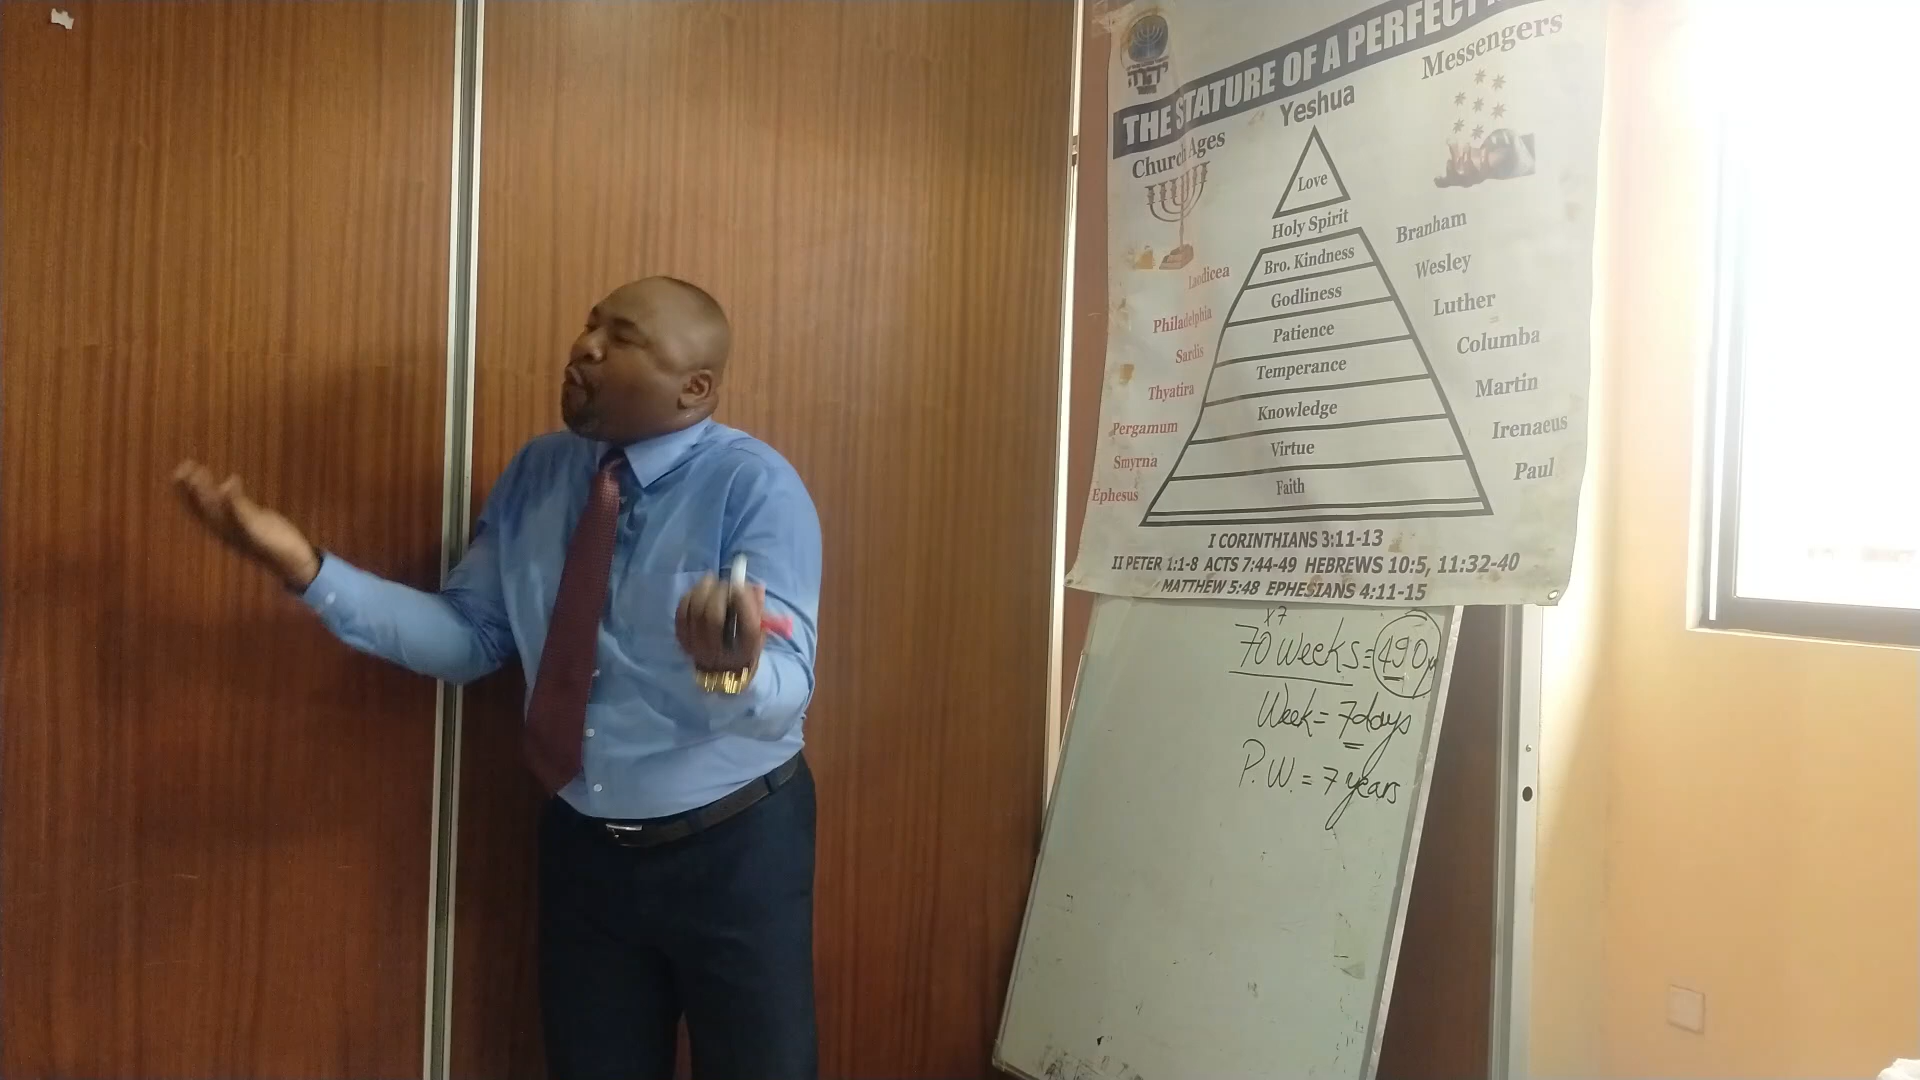 יהוה
THE STATURE OF A PERFECT
Yeshua
Messengers
Church Ages
Love
Holy Spirit
Bro. Kindness
Godliness
Patience
Temperance
Knowledge
Virtue
Faith
Laodicea
Philadelphia
Sardis
Thyatira
Pergamum
Smyrna
Ephesus
Branham
Wesley
Luther
Columba
Martin
Irenaeus
Paul
I CORINTHIANS 3:11-13
II PETER 1:1-8 ACTS 7:44-49 HEBREWS 10:5, 11:32-40
MATTHEW 5:48 EPHESIANS 4:11-15
x7
70 Weeks = 490
Week = 7 days
P.W. = 7 years